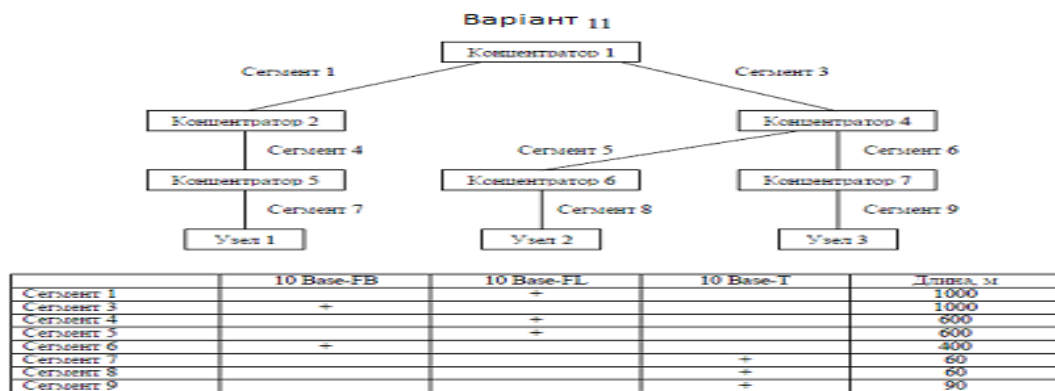 Варіант 11
Концентратор 1
Сегмент 1 Сегмент 3
Концентратор 2 Концентратор 4
Сегмент 4 Сегмент 5 Сегмент 6
Концентратор 5 Концентратор 6 Концентратор 7
Сегмент 7 Сегмент 8 Сегмент 9
Узел 1 Узел 2 Узел 3
10 Base-FB 10 Base-FL 10 Base-T Длина, м
Сегмент 1 + 1000
Сегмент 3 + 1000
Сегмент 4 + 600
Сегмент 5 + 600
Сегмент 6 + 400
Сегмент 7 + 60
Сегмент 8 + 60
Сегмент 9 + 90